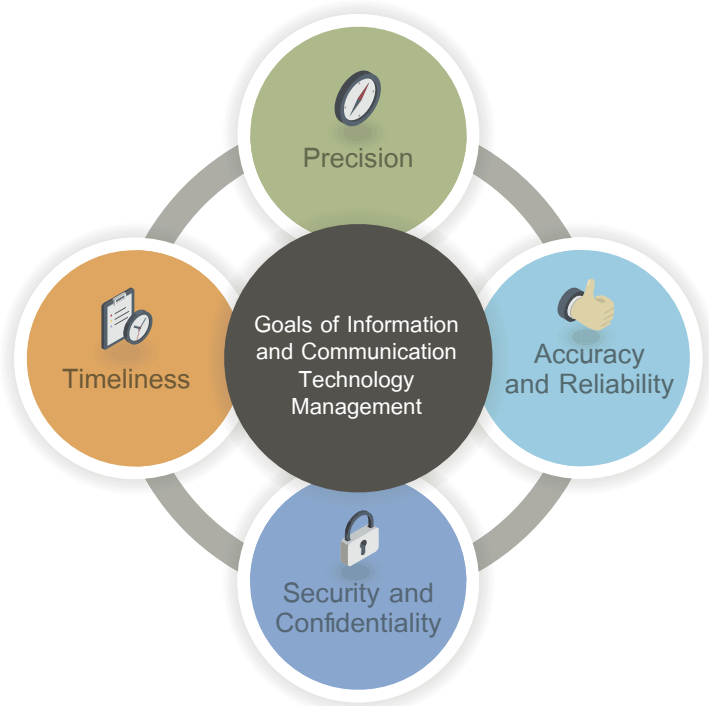 Precision
Goals of Information
and Communication
Technology
Management
Accuracy
and Reliability
Timeliness
Security and
Confidentiality